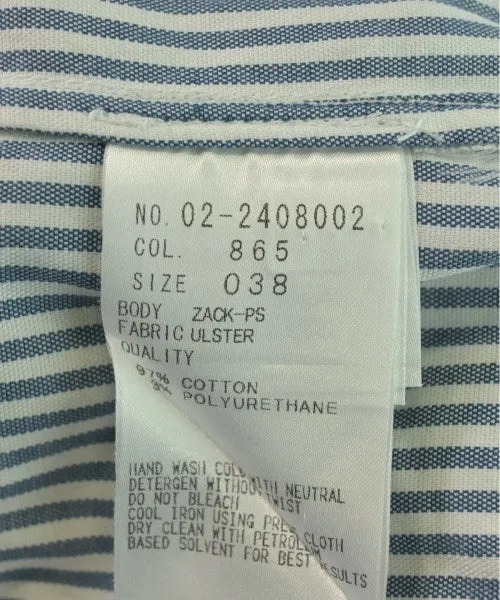 NO. 02-2408002
COL. 865
SIZE 038
BODY ZACK-PS
FABRIC ULSTER
QUALITY
97% COTTON
3% POLYURETHANE
HAND WASH COLD WITH NEUTRAL
DETERGEN WITHOUT TWIST
DO NOT BLEACH
COOL IRON USING PRESS CLOTH
DRY CLEAN WITH PETROLEUM
BASED SOLVENT FOR BEST RESULTS